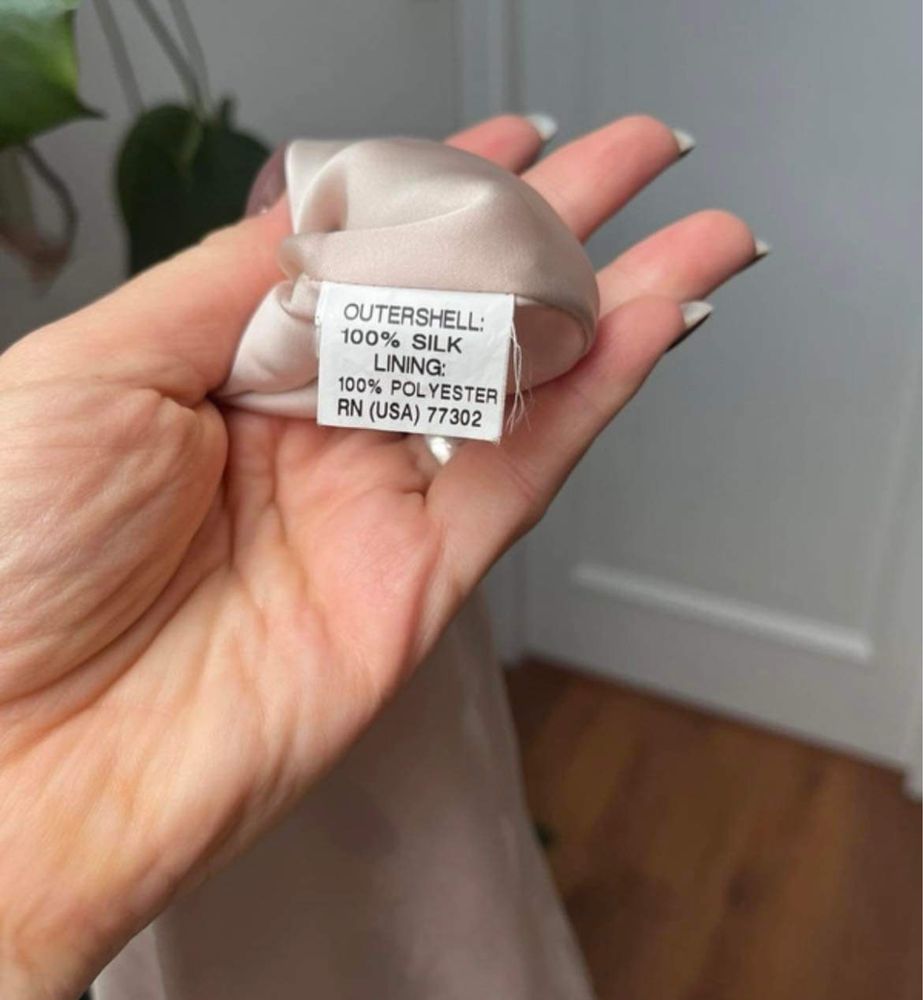 OUTERSHELL:
100% SILK
LINING:
100% POLYESTER
RN (USA) 77302